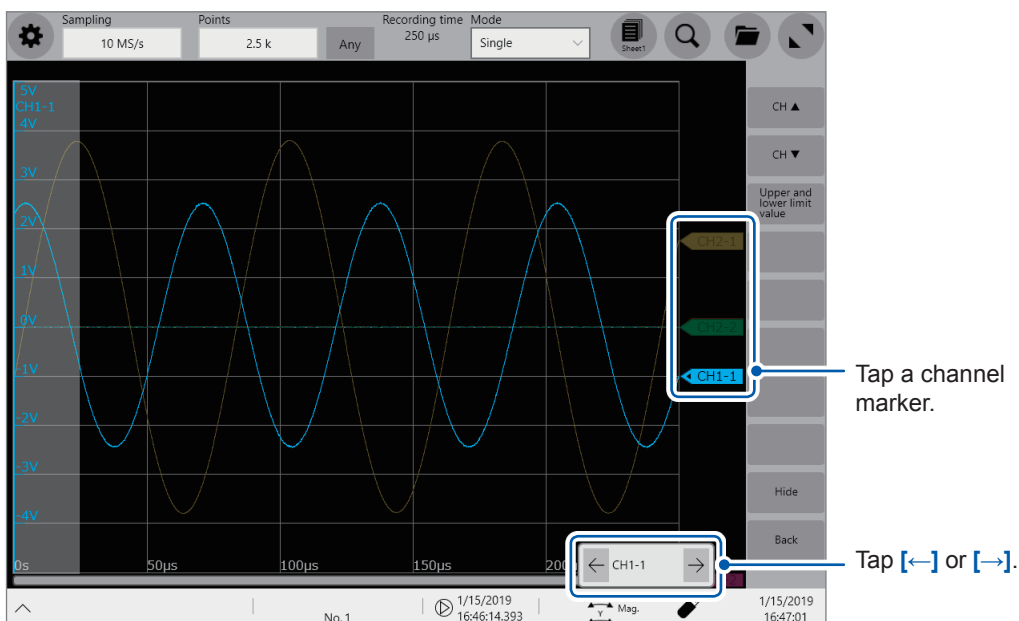 Sampling
10 MS/s
Points
2.5 k
Any
Recording time
250 µs
Mode
Single
Sheet1
5V
CH1-1
4V
3V
2V
1V
0V
-1V
-2V
-3V
-4V
0s 50µs 100µs 150µs
CH ▲
CH ▼
Upper and
lower limit
value
CH2-1
CH2-2
CH1-1
Hide
Back
← CH1-1 →
Tap a channel
marker.
Tap [←] or [→].
No. 1
1/15/2019
16:46:14.393
Y Mag.
1/15/2019
16:47:01